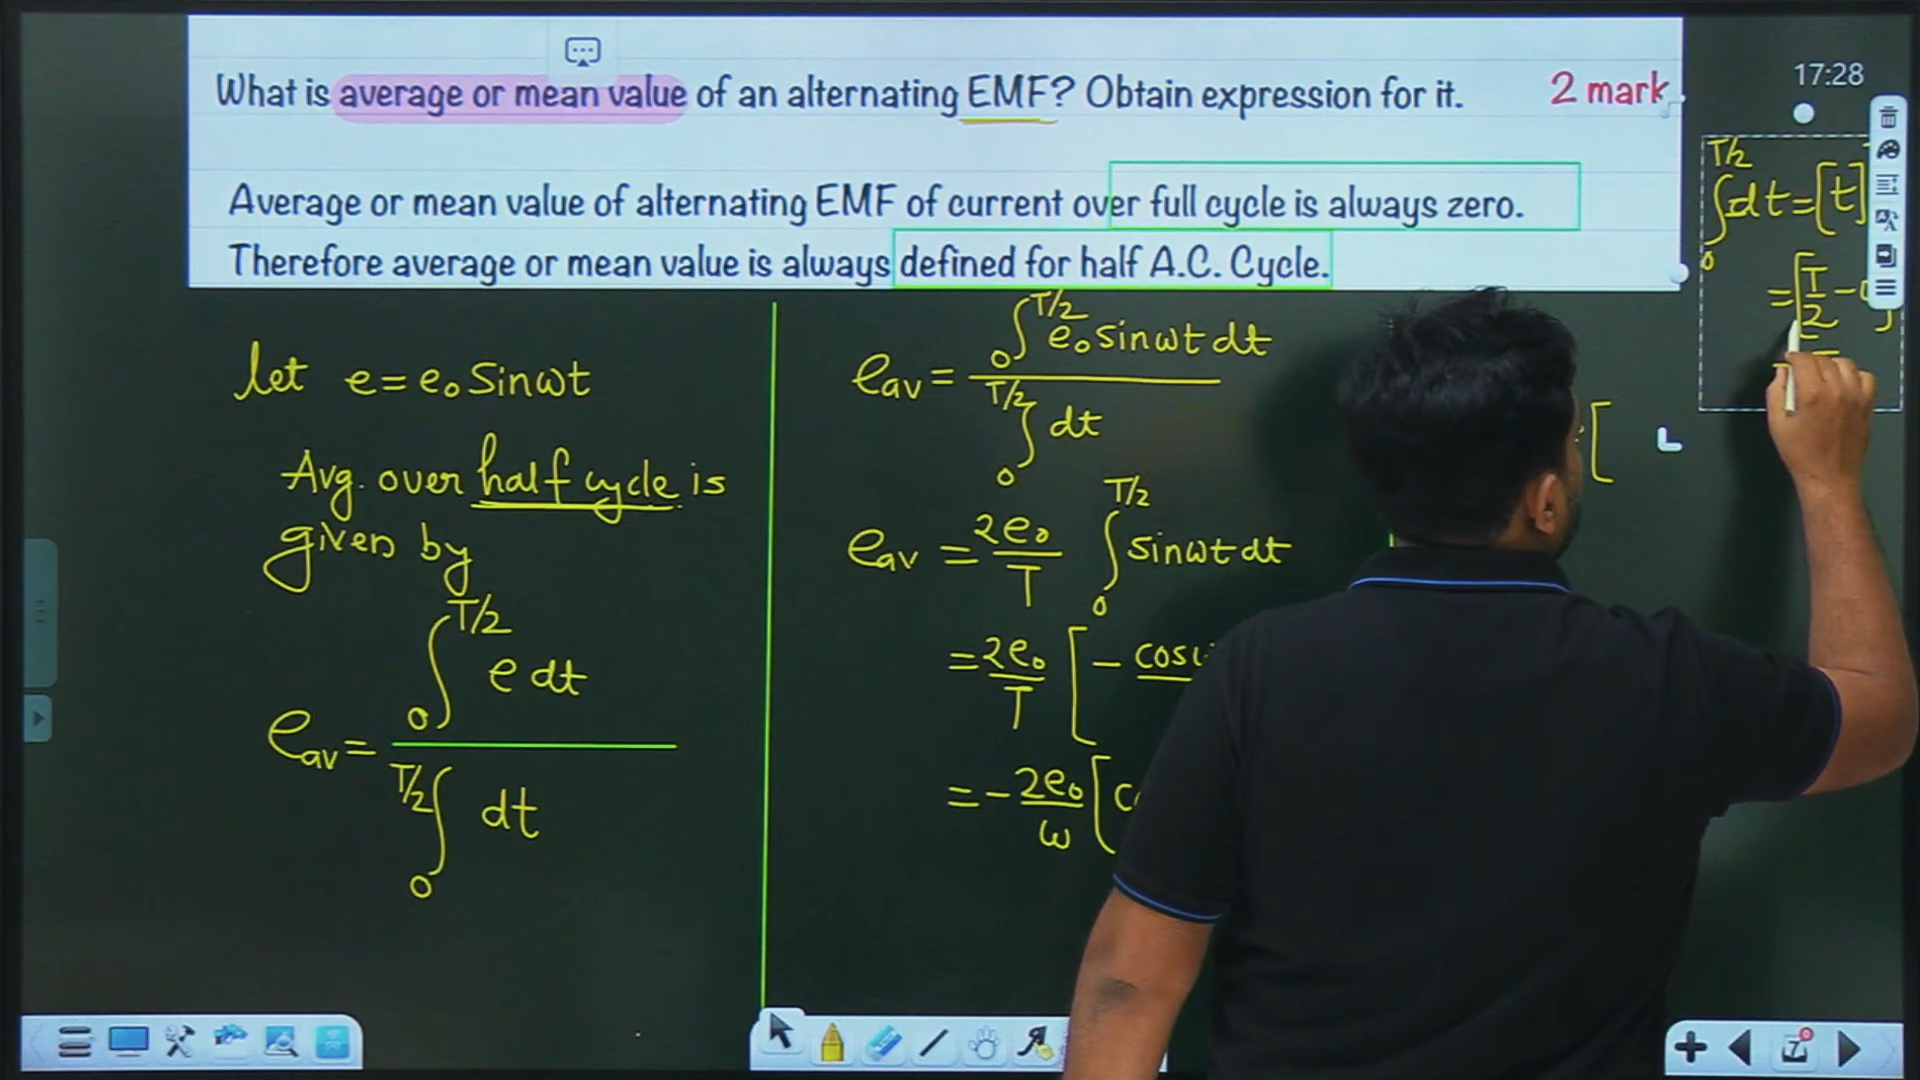 What is average or mean value of an alternating EMF? Obtain expression for it. 2 mark
17:28
Average or mean value of alternating EMF of current over full cycle is always zero.
Therefore average or mean value is always defined for half A.C. Cycle.
let e = e₀ Sinωt
Avg. over half cycle is
given by
T/2
∫ e dt
0
e_av =
T/2
∫ dt
0
T/2
∫ e₀ sinωt dt
0
e_av =
T/2
∫ dt
0
T/2
e_av = 2e₀/T ∫ sinωt dt
0
= 2e₀/T [ - cos
= - 2e₀/ω [
T/2
∫ dt = [t]
0
= [T/2 -
7